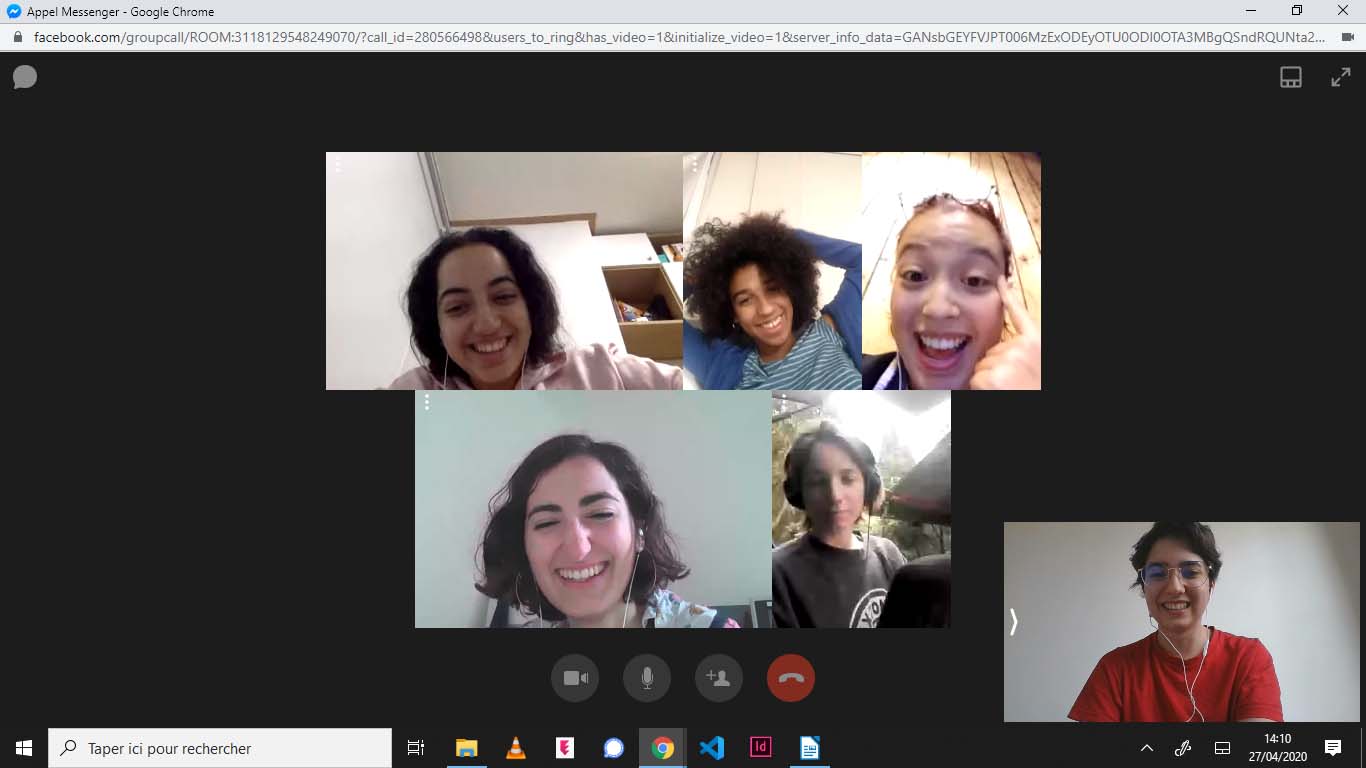 Appel Messenger - Google Chrome
facebook.com/groupcall/ROOM:3118129548249070/?call_id=280566498&users_to_ring&has_video=1&initialize_video=1&server_info_data=GANsbGEYFVJPT006MzExODEyOTU0ODI0OTA3MBgQSndRQUNta2...
Taper ici pour rechercher
Id
14:10
27/04/2020